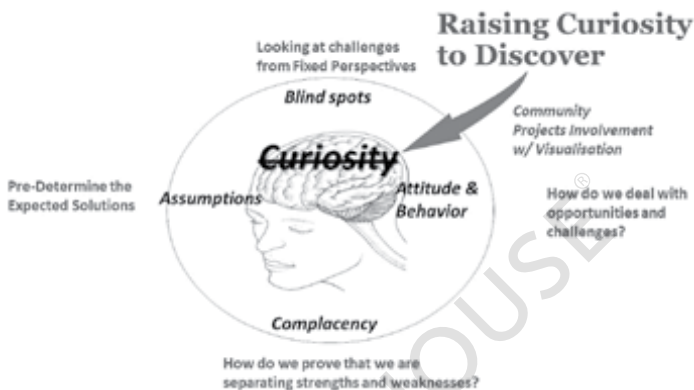 Raising Curiosity
to Discover
Looking at challenges
from Fixed Perspectives
Blind spots
Community
Projects Involvement
w/ Visualisation
Curiosity
Pre-Determine the
Expected Solutions
Assumptions
Attitude &
Behavior
How do we deal with
opportunities and
challenges?
Complacency
How do we prove that we are
separating strengths and weaknesses?
OUSE®